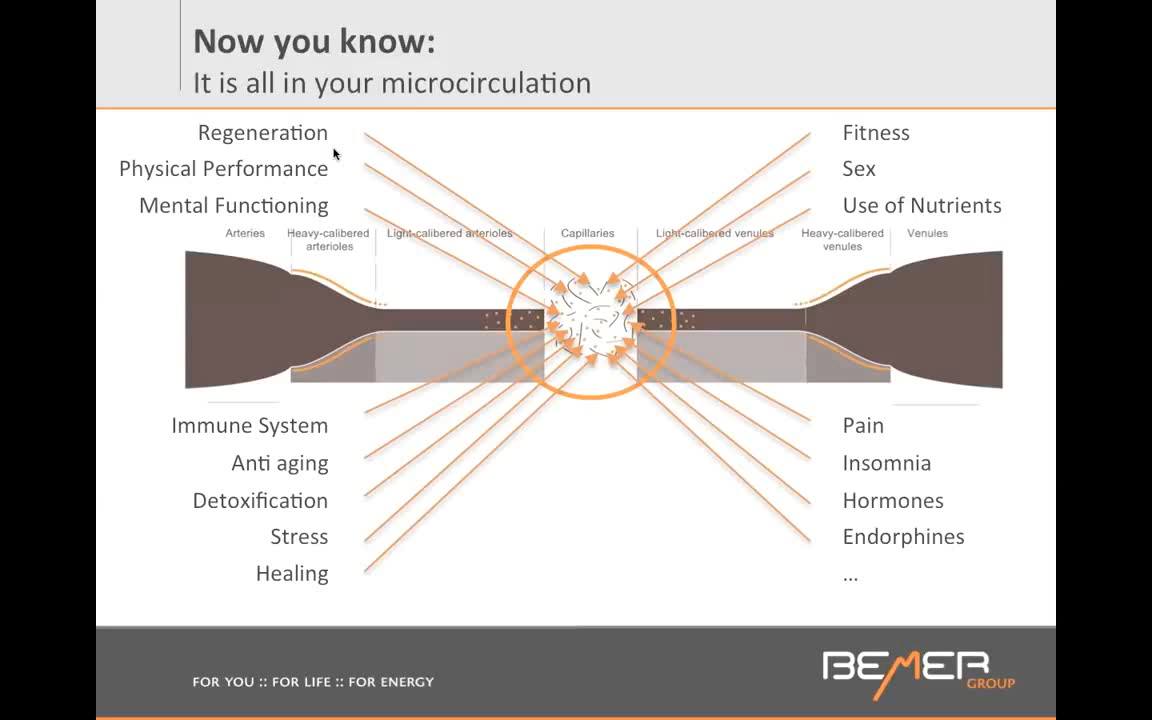 Now you know:
It is all in your microcirculation
Regeneration
Physical Performance
Mental Functioning
Fitness
Sex
Use of Nutrients
Arteries
Heavy-calibered
arterioles
Light-calibered arterioles
Capillaries
Light-calibered venules
Heavy-calibered
venules
Venules
Immune System
Anti aging
Detoxification
Stress
Healing
Pain
Insomnia
Hormones
Endorphines
...
FOR YOU :: FOR LIFE :: FOR ENERGY
BEMER
GROUP